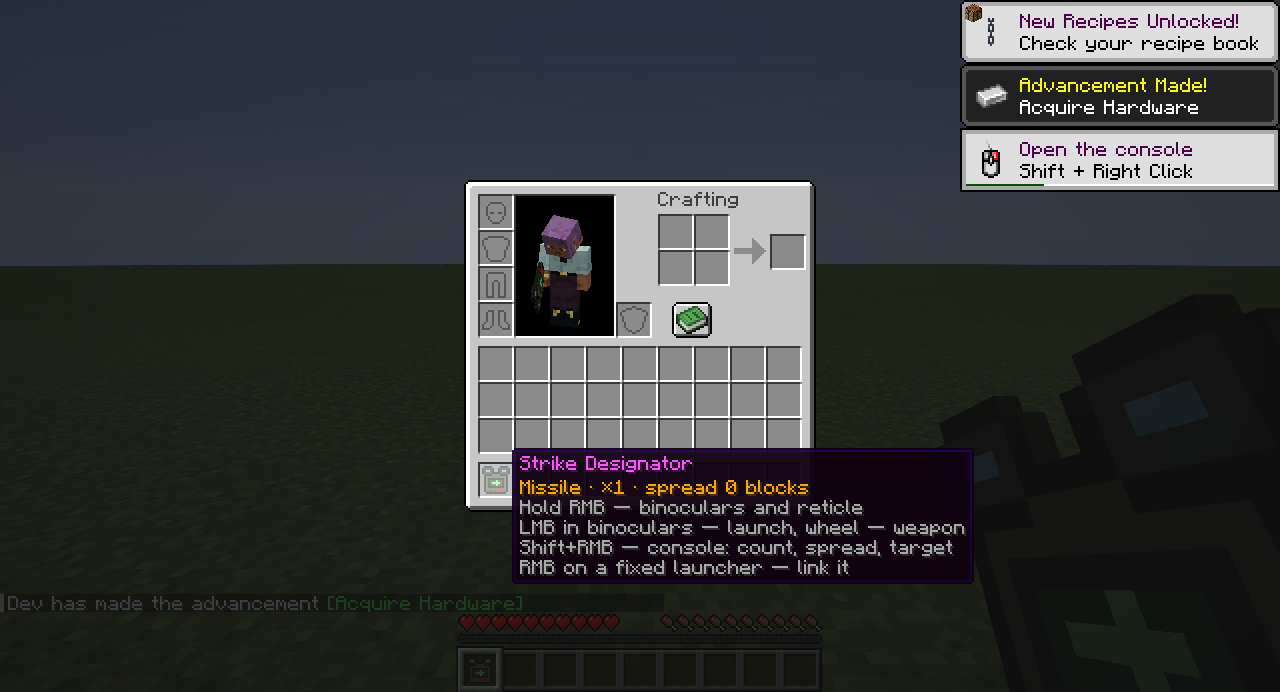 New Recipes Unlocked!
Check your recipe book
Advancement Made!
Acquire Hardware
Open the console
Shift + Right Click
Crafting
Strike Designator
Missile · ×1 · spread 0 blocks
Hold RMB — binoculars and reticle
LMB in binoculars — launch, wheel — weapon
Shift+RMB — console: count, spread, target
RMB on a fixed launcher — link it
Dev has made the advancement [Acquire Hardware]